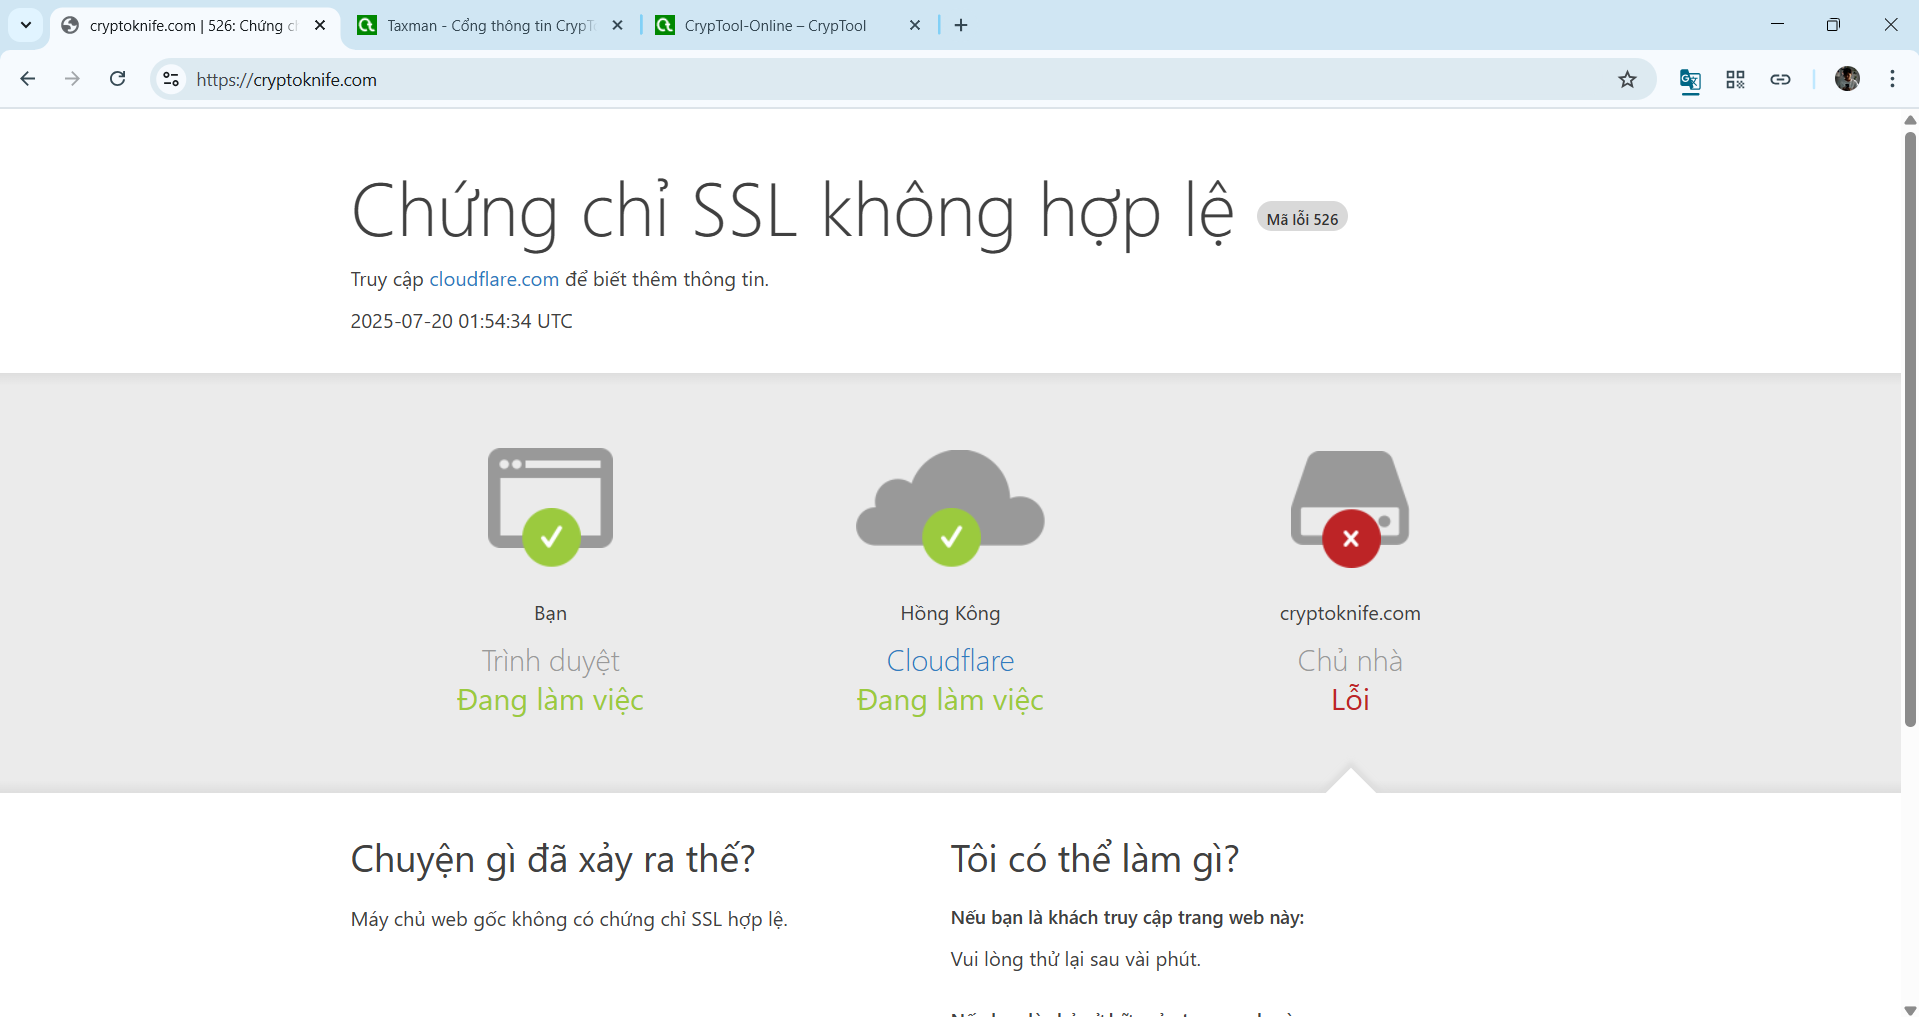 cryptoknife.com | 526: Chứng ch
Taxman - Cổng thông tin CrypTo
CrypTool-Online – CrypTool
https://cryptoknife.com
Chứng chỉ SSL không hợp lệ
Mã lỗi 526
Truy cập cloudflare.com để biết thêm thông tin.
2025-07-20 01:54:34 UTC
Bạn
Trình duyệt
Đang làm việc
Hồng Kông
Cloudflare
Đang làm việc
cryptoknife.com
Chủ nhà
Lỗi
Chuyện gì đã xảy ra thế?
Máy chủ web gốc không có chứng chỉ SSL hợp lệ.
Tôi có thể làm gì?
Nếu bạn là khách truy cập trang web này:
Vui lòng thử lại sau vài phút.